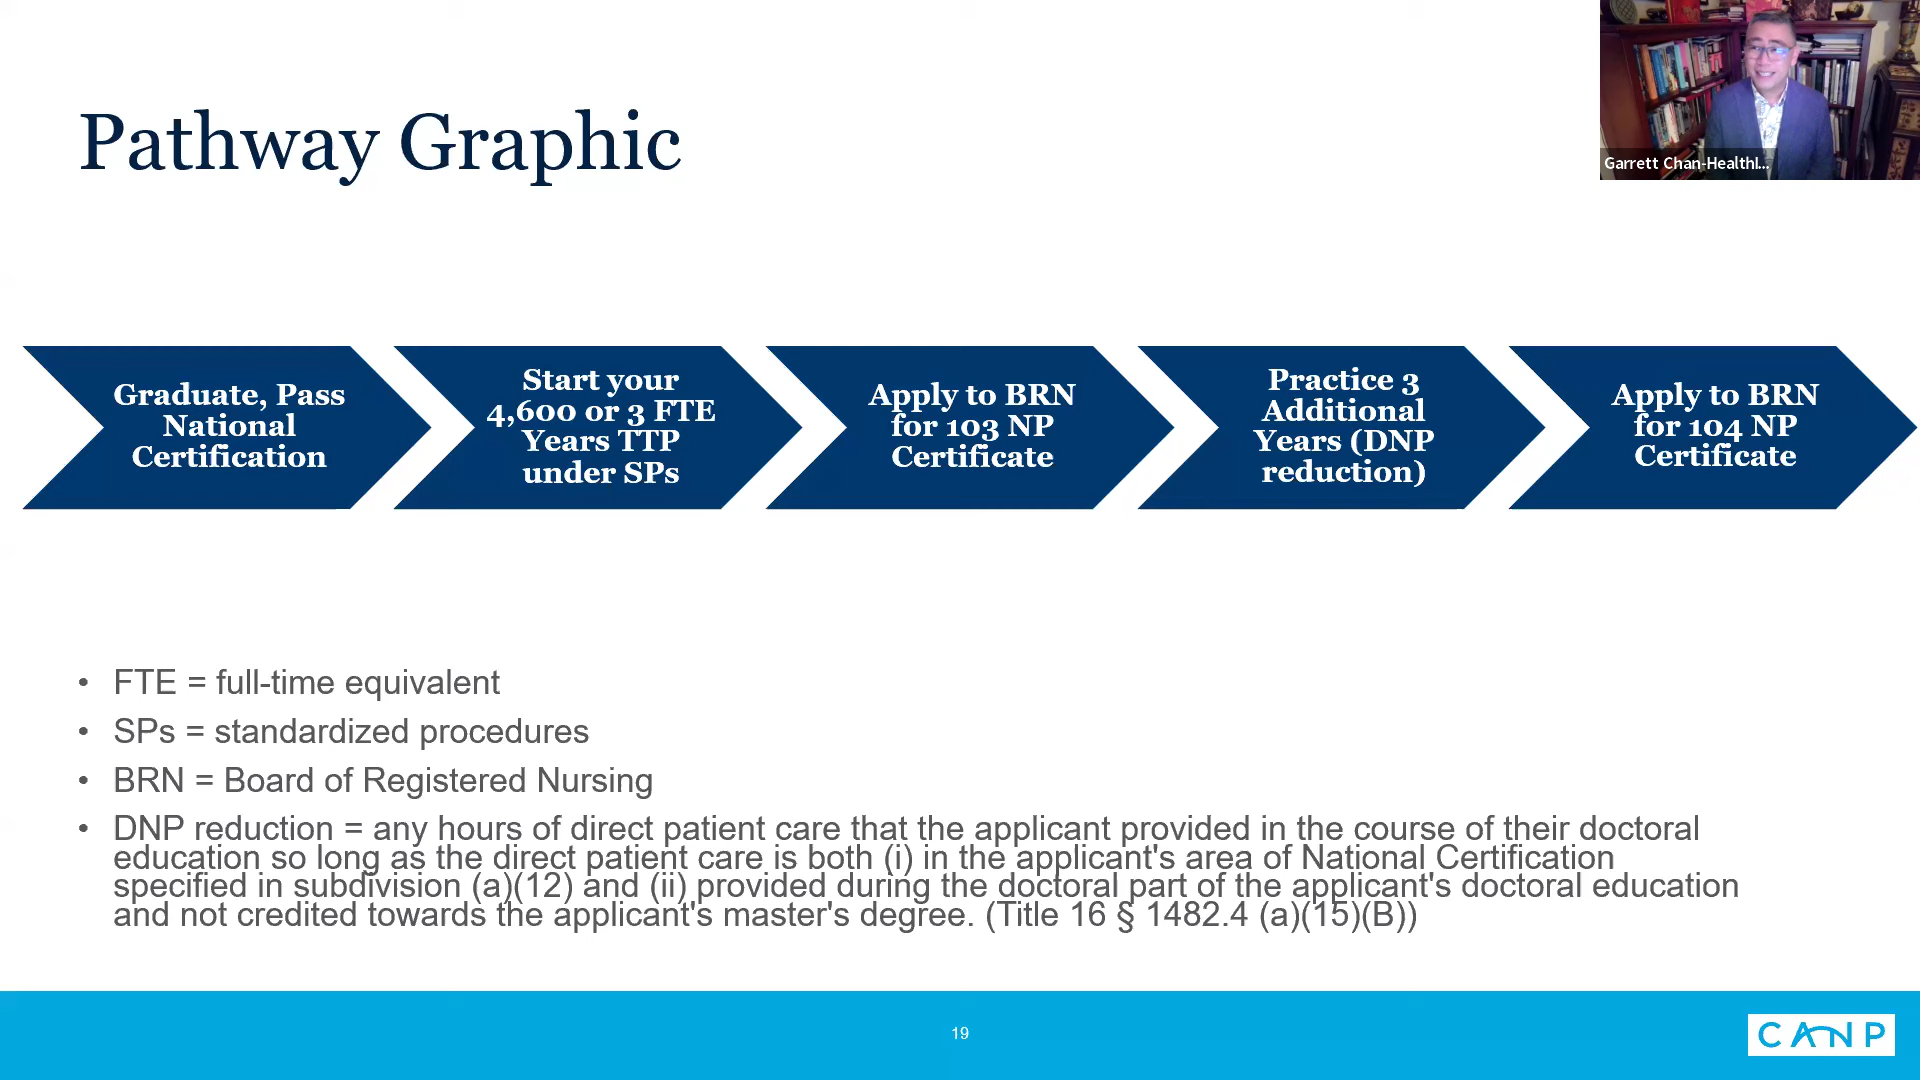 Pathway Graphic
Garrett Chan-Healthl...
Graduate, Pass
National
Certification
Start your
4,600 or 3 FTE
Years TTP
under SPs
Apply to BRN
for 103 NP
Certificate
Practice 3
Additional
Years (DNP
reduction)
Apply to BRN
for 104 NP
Certificate
• FTE = full-time equivalent
• SPs = standardized procedures
• BRN = Board of Registered Nursing
• DNP reduction = any hours of direct patient care that the applicant provided in the course of their doctoral
education so long as the direct patient care is both (i) in the applicant's area of National Certification
specified in subdivision (a)(12) and (ii) provided during the doctoral part of the applicant's doctoral education
and not credited towards the applicant's master's degree. (Title 16 § 1482.4 (a)(15)(B))
19
CANP